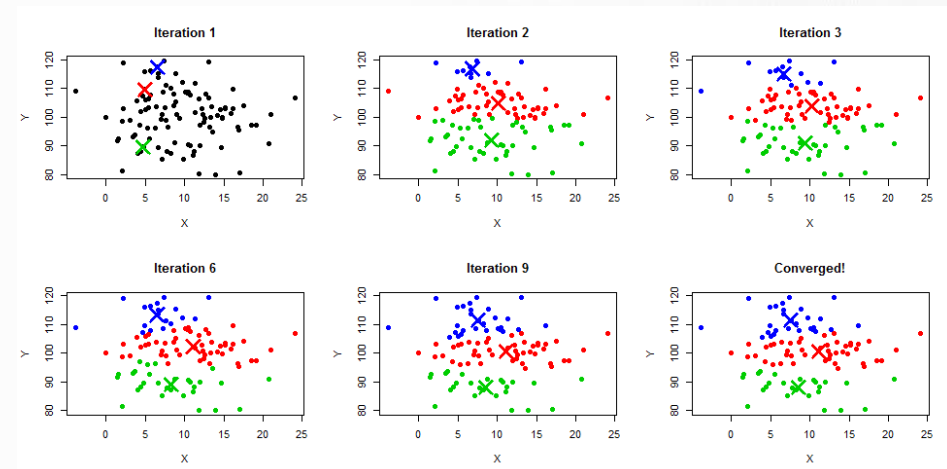 Iteration 1
Y
80 90 100 110 120
0 5 10 15 20 25
X
Iteration 2
Y
80 90 100 110 120
0 5 10 15 20 25
X
Iteration 3
Y
80 90 100 110 120
0 5 10 15 20 25
X
Iteration 6
Y
80 90 100 110 120
0 5 10 15 20 25
X
Iteration 9
Y
80 90 100 110 120
0 5 10 15 20 25
X
Converged!
Y
80 90 100 110 120
0 5 10 15 20 25
X